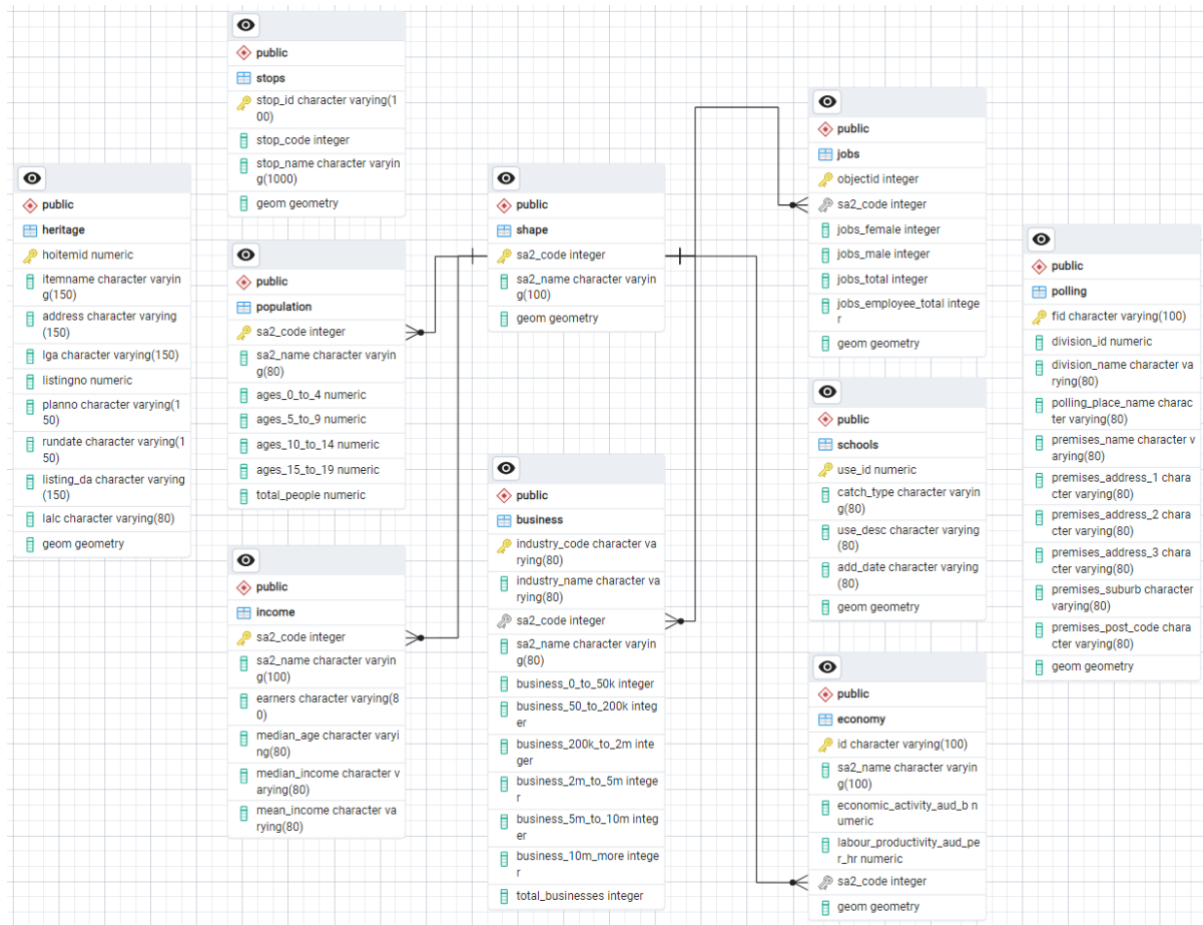 public
stops
stop_id character varying(1
00)
stop_code integer
stop_name character varyin
g(1000)
geom geometry
public
heritage
hoitemid numeric
itemname character varyin
g(150)
address character varying
(150)
lga character varying(150)
listingno numeric
planno character varying(1
50)
rundate character varying(1
50)
listing_da character varying
(150)
lalc character varying(80)
geom geometry
public
population
sa2_code integer
sa2_name character varyin
g(80)
ages_0_to_4 numeric
ages_5_to_9 numeric
ages_10_to_14 numeric
ages_15_to_19 numeric
total_people numeric
public
income
sa2_code integer
sa2_name character varyin
g(100)
earners character varying(8
0)
median_age character varyi
ng(80)
median_income character v
arying(80)
mean_income character va
rying(80)
public
shape
sa2_code integer
sa2_name character varyin
g(100)
geom geometry
public
business
industry_code character va
rying(80)
industry_name character va
rying(80)
sa2_code integer
sa2_name character varyin
g(80)
business_0_to_50k integer
business_50_to_200k integ
er
business_200k_to_2m inte
ger
business_2m_to_5m intege
r
business_5m_to_10m integ
er
business_10m_more intege
r
total_businesses integer
public
jobs
objectid integer
sa2_code integer
jobs_female integer
jobs_male integer
jobs_total integer
jobs_employee_total intege
r
geom geometry
public
schools
use_id numeric
catch_type character varyin
g(80)
use_desc character varying
(80)
add_date character varying
(80)
geom geometry
public
economy
id character varying(100)
sa2_name character varyin
g(100)
economic_activity_aud_b n
umeric
labour_productivity_aud_pe
r_hr numeric
sa2_code integer
geom geometry
public
polling
fid character varying(100)
division_id numeric
division_name character va
rying(80)
polling_place_name charac
ter varying(80)
premises_name character v
arying(80)
premises_address_1 chara
cter varying(80)
premises_address_2 chara
cter varying(80)
premises_address_3 chara
cter varying(80)
premises_suburb character
varying(80)
premises_post_code chara
cter varying(80)
geom geometry